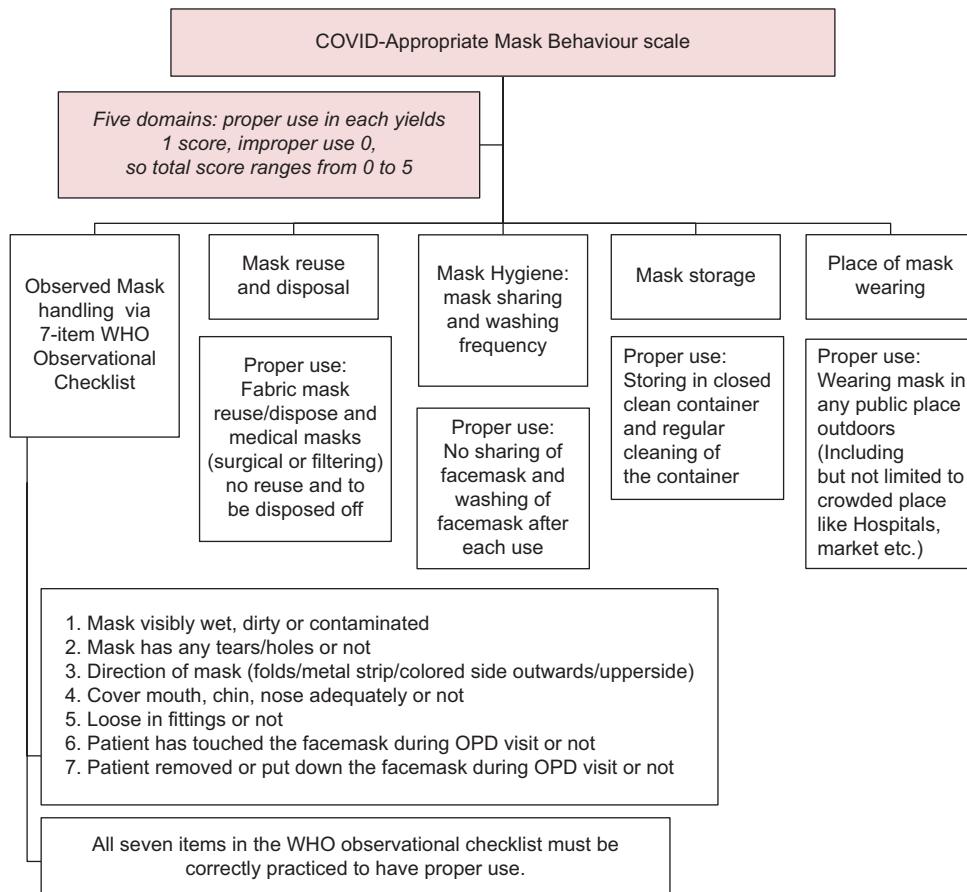 COVID-Appropriate Mask Behaviour scale
Five domains: proper use in each yields
1 score, improper use 0,
so total score ranges from 0 to 5
Observed Mask
handling via
7-item WHO
Observational
Checklist
Mask reuse
and disposal
Proper use:
Fabric mask
reuse/dispose and
medical masks
(surgical or filtering)
no reuse and to
be disposed off
Mask Hygiene:
mask sharing
and washing
frequency
Proper use:
No sharing of
facemask and
washing of
facemask after
each use
Mask storage
Proper use:
Storing in closed
clean container
and regular
cleaning of
the container
Place of mask
wearing
Proper use:
Wearing mask in
any public place
outdoors
(Including
but not limited to
crowded place
like Hospitals,
market etc.)
1. Mask visibly wet, dirty or contaminated
2. Mask has any tears/holes or not
3. Direction of mask (folds/metal strip/colored side outwards/upperside)
4. Cover mouth, chin, nose adequately or not
5. Loose in fittings or not
6. Patient has touched the facemask during OPD visit or not
7. Patient removed or put down the facemask during OPD visit or not
All seven items in the WHO observational checklist must be
correctly practiced to have proper use.